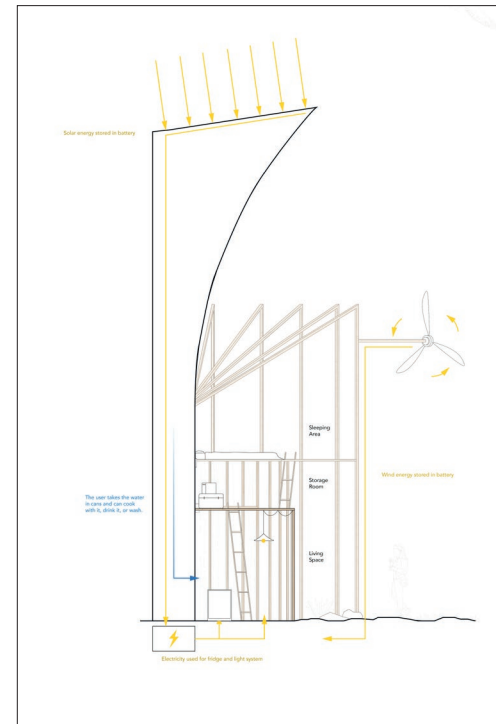 Solar energy stored in battery
Sleeping
Area
Wind energy stored in battery
Storage
Room
The user takes the water
in cans and can cook
with it, drink it, or wash.
Living
Space
Electricity used for fridge and light system